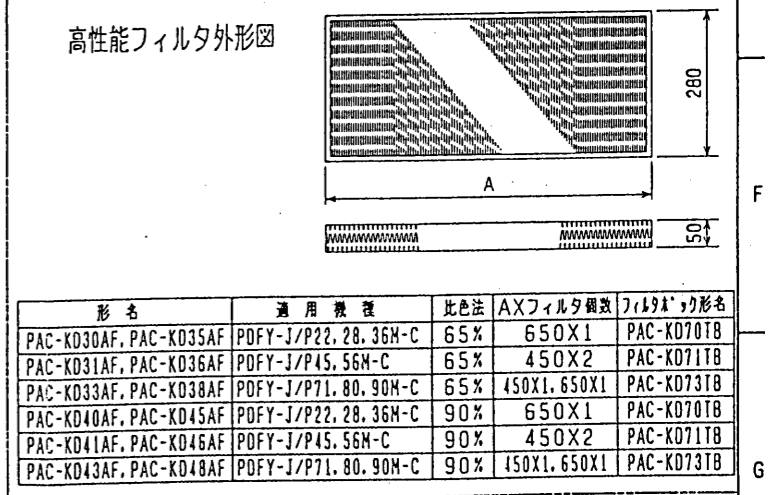 高性能フィルタ外形図
280
A
50
F
形名 適用機種 比色法 AXフィルタ個数 フィルタボックス形名
PAC-KD30AF, PAC-KD35AF PDFY-J/P22, 28, 36M-C 65% 650X1 PAC-KD70TB
PAC-KD31AF, PAC-KD36AF PDFY-J/P45, 56M-C 65% 450X2 PAC-KD71TB
PAC-KD33AF, PAC-KD38AF PDFY-J/P71, 80, 90M-C 65% 450X1, 650X1 PAC-KD73TB
PAC-KD40AF, PAC-KD45AF PDFY-J/P22, 28, 36M-C 90% 650X1 PAC-KD70TB
PAC-KD41AF, PAC-KD46AF PDFY-J/P45, 56M-C 90% 450X2 PAC-KD71TB
PAC-KD43AF, PAC-KD48AF PDFY-J/P71, 80, 90M-C 90% 450X1, 650X1 PAC-KD73TB
G